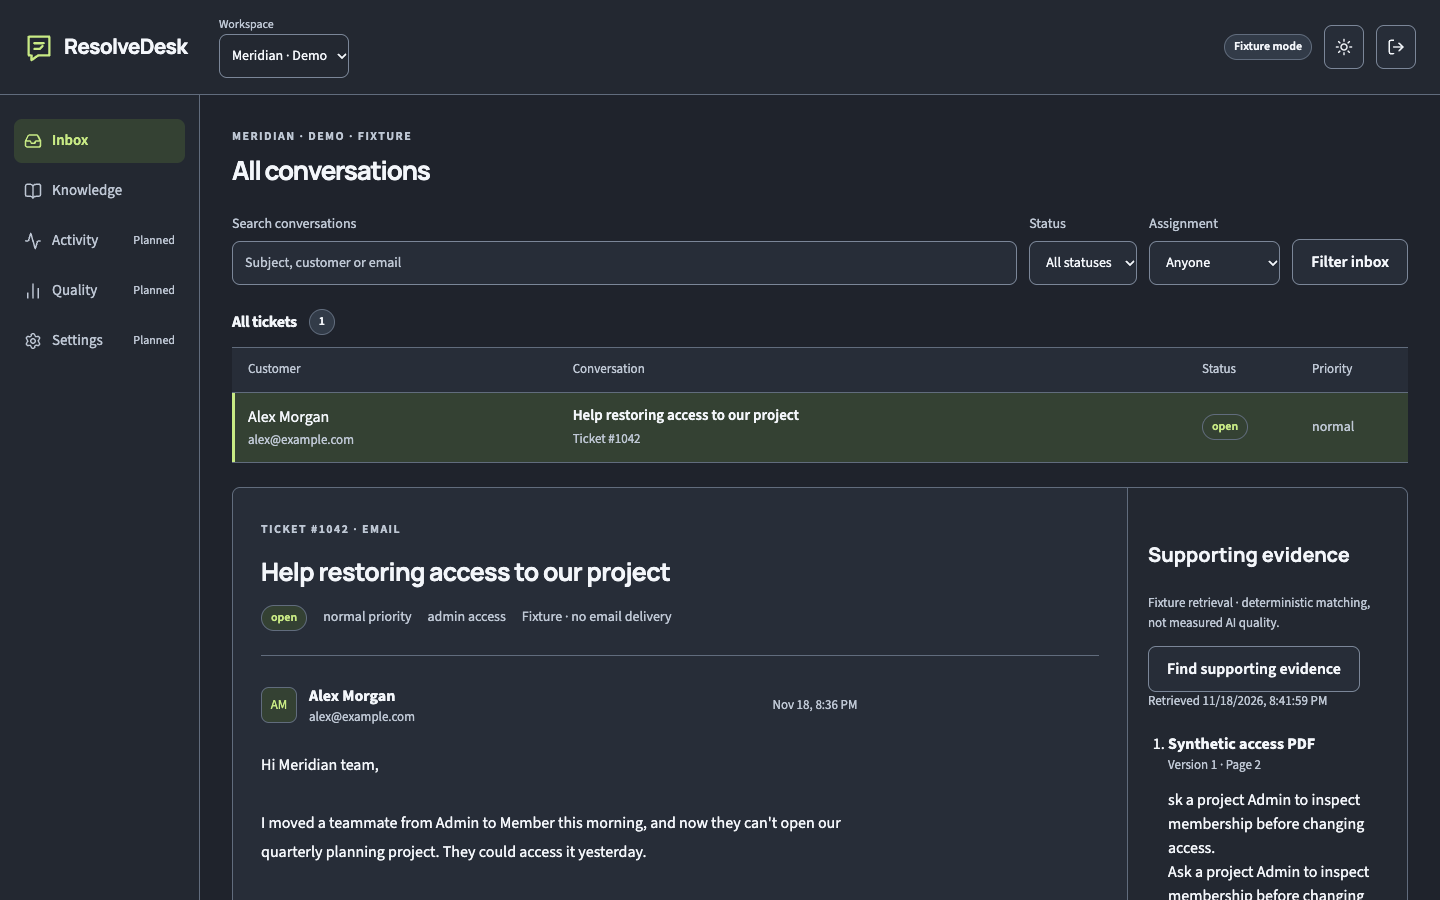 ResolveDesk
Workspace
Meridian · Demo
Fixture mode
Inbox
Knowledge
Activity Planned
Quality Planned
Settings Planned
MERIDIAN · DEMO · FIXTURE
All conversations
Search conversations
Status
Assignment
Subject, customer or email
All statuses
Anyone
Filter inbox
All tickets 1
Customer Conversation Status Priority
Alex Morgan
alex@example.com
Help restoring access to our project
Ticket #1042
open
normal
TICKET #1042 · EMAIL
Help restoring access to our project
open normal priority admin access Fixture · no email delivery
AM
Alex Morgan
alex@example.com
Nov 18, 8:36 PM
Hi Meridian team,
I moved a teammate from Admin to Member this morning, and now they can't open our
quarterly planning project. They could access it yesterday.
Supporting evidence
Fixture retrieval · deterministic matching,
not measured AI quality.
Find supporting evidence
Retrieved 11/18/2026, 8:41:59 PM
1. Synthetic access PDF
Version 1 · Page 2
sk a project Admin to inspect
membership before changing
access.
Ask a project Admin to inspect
membership before changing